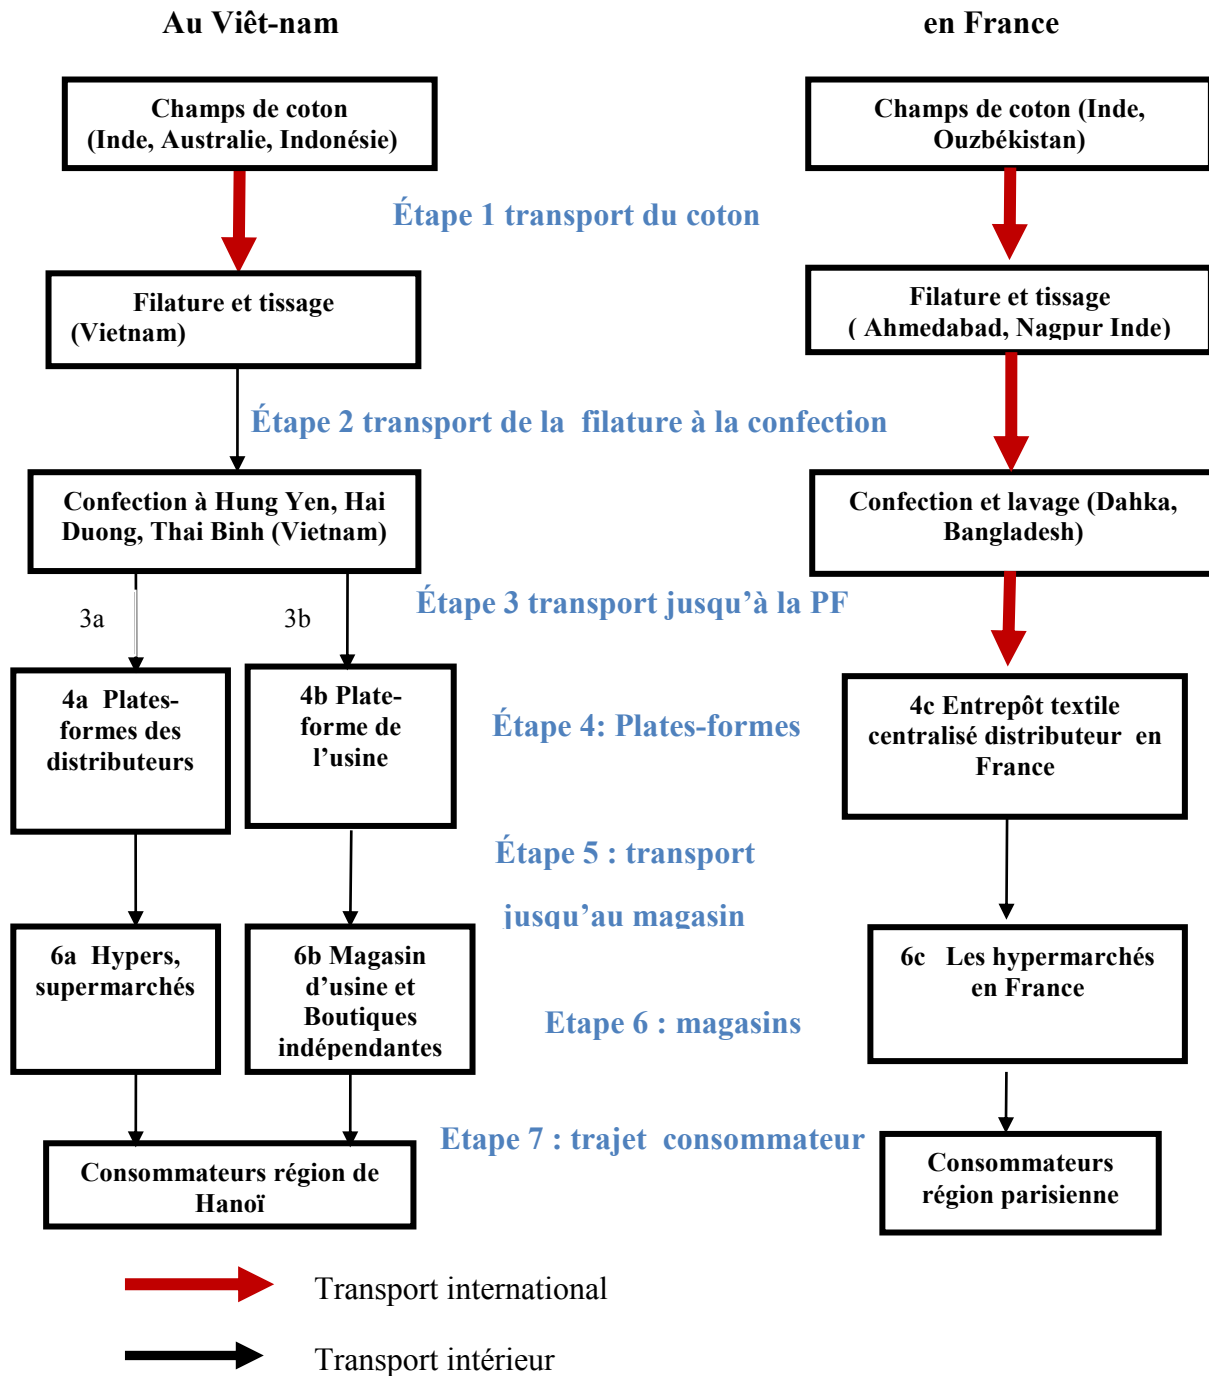 Au Viêt-nam
en France
Champs de coton
(Inde, Australie, Indonésie)
Champs de coton (Inde,
Ouzbékistan)
Étape 1 transport du coton
Filature et tissage
(Vietnam)
Filature et tissage
( Ahmedabad, Nagpur Inde)
Étape 2 transport de la filature à la confection
Confection à Hung Yen, Hai
Duong, Thai Binh (Vietnam)
Confection et lavage (Dahka,
Bangladesh)
3a
3b
Étape 3 transport jusqu’à la PF
4a Plates-
formes des
distributeurs
4b Plate-
forme de
l’usine
Étape 4: Plates-formes
4c Entrepôt textile
centralisé distributeur en
France
Étape 5 : transport
jusqu’au magasin
6a Hypers,
supermarchés
6b Magasin
d’usine et
Boutiques
indépendantes
Etape 6 : magasins
6c Les hypermarchés
en France
Etape 7 : trajet consommateur
Consommateurs région de
Hanoï
Consommateurs
région parisienne
Transport international
Transport intérieur